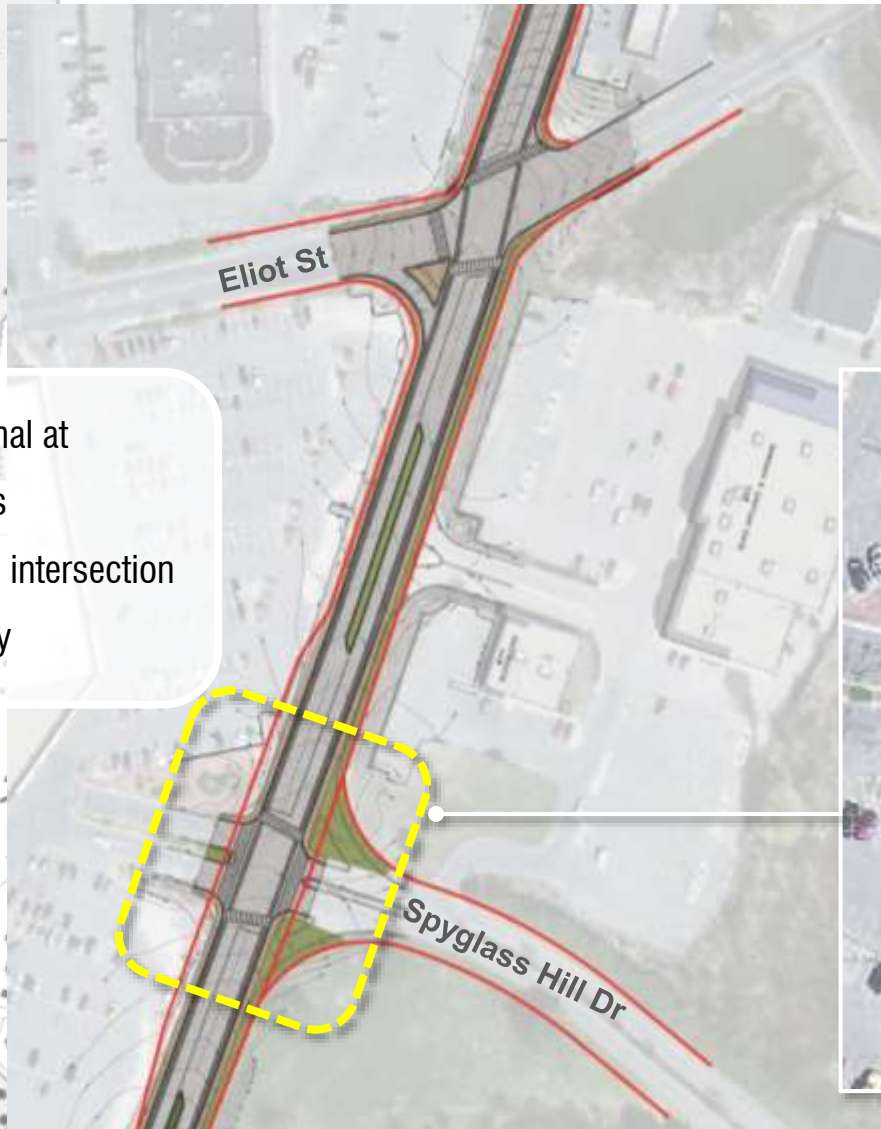 Eliot St
nal at
s
intersection
y
Spyglass Hill Dr